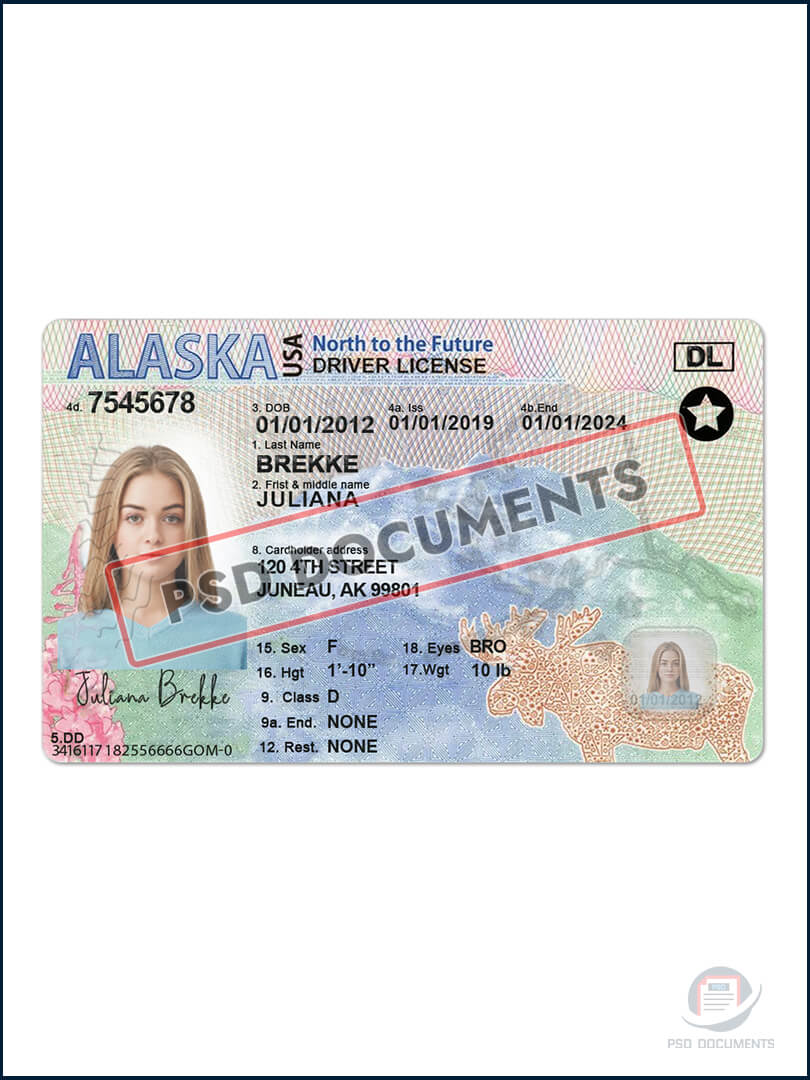 ALASKA USA North to the Future
DRIVER LICENSE
DL
4d. 7545678
3. DOB 4a. Iss 4b.End
01/01/2012 01/01/2019 01/01/2024
1. Last Name
BREKKE
2. Frist & middle name
JULIANA
PSD DOCUMENTS
8. Cardholder address
120 4TH STREET
JUNEAU, AK 99801
15. Sex F 18. Eyes BRO
16. Hgt 1'-10" 17.Wgt 10 lb
9. Class D
9a. End. NONE
12. Rest. NONE
Juliana Brekke
01/01/2012
5.DD
3416117182556666GOM-0
PSD
PSD DOCUMENTS